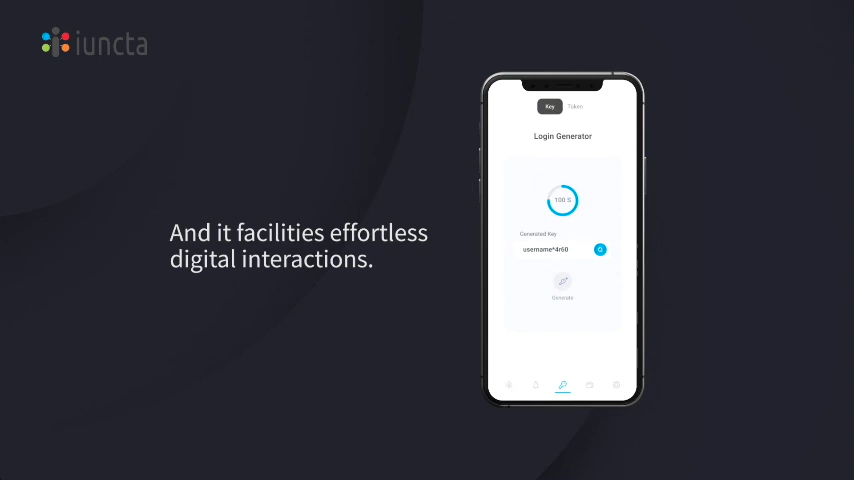 iuncta
Key Token
Login Generator
100 S
Generated Key
username*4r60
Generate
And it facilities effortless
digital interactions.